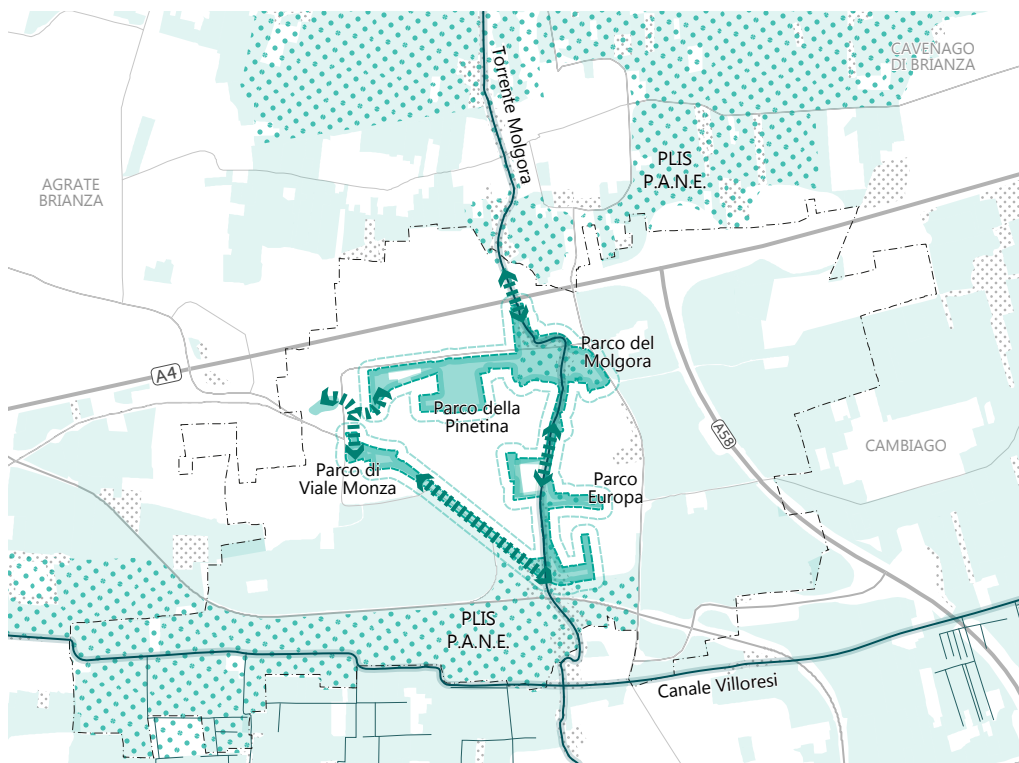 CAVENAGO
DI BRIANZA
Torrente Molgora
PLIS
P.A.N.E.
AGRATE
BRIANZA
Parco del
Molgora
A4
Parco della
Pinetina
A58
CAMBIAGO
Parco di
Viale Monza
Parco
Europa
PLIS
P.A.N.E.
Canale Villoresi